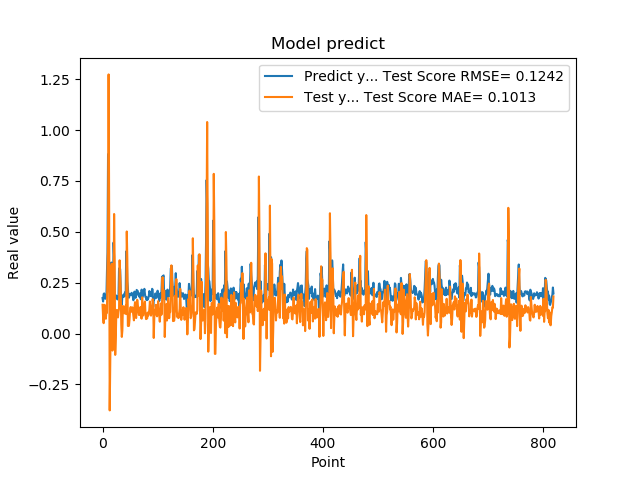 Model predict
Predict y... Test Score RMSE= 0.1242
Test y... Test Score MAE= 0.1013
1.25
1.00
0.75
0.50
0.25
0.00
−0.25
Real value
0 200 400 600 800
Point